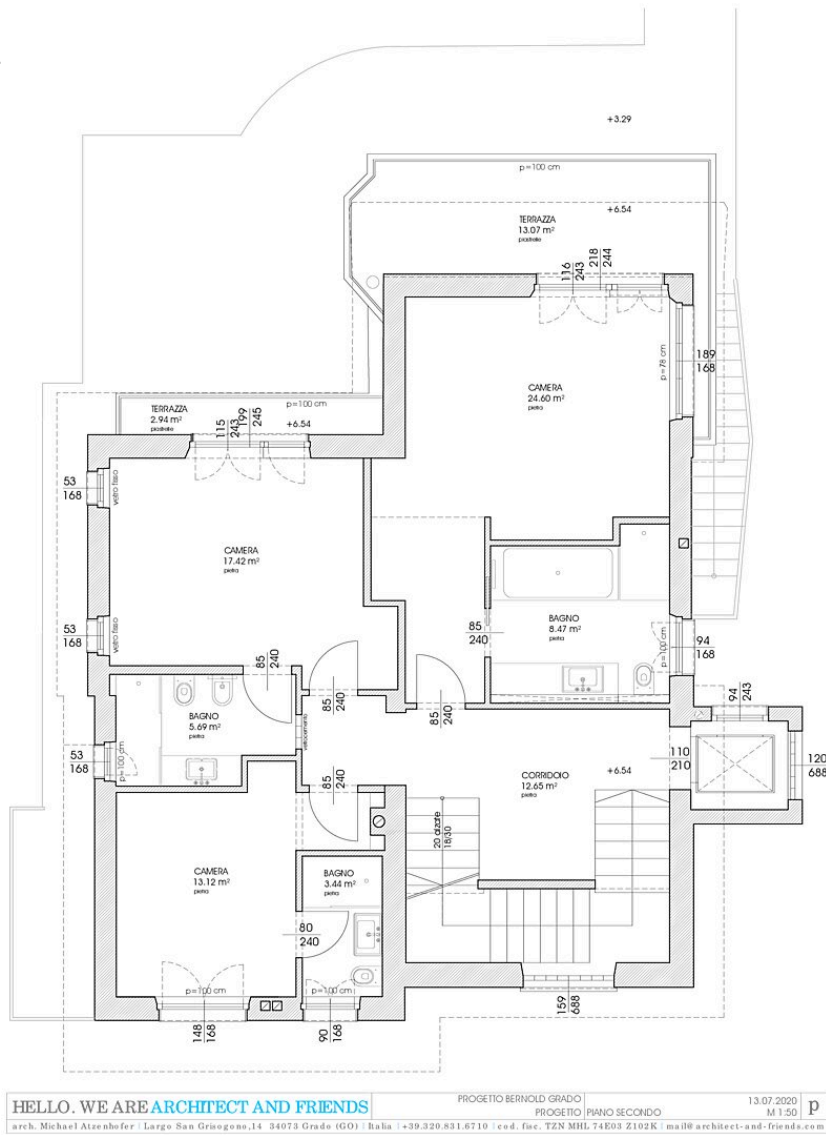 +3.29
p=100 cm
TERRAZZA
13.07 m²
piastrelle
+6.54
116
243
218
244
CAMERA
24.60 m²
pietra
p=78 cm
189
168
TERRAZZA
2.94 m²
piastrelle
p=100 cm
+6.54
115
243
199
245
53
168
vetro fisso
CAMERA
17.42 m²
pietra
53
168
vetro fisso
85
240
BAGNO
8.47 m²
pietra
p=100 cm
94
168
85
240
85
240
85
240
94
243
BAGNO
5.69 m²
pietra
vetrocemento
53
168
p=100 cm
85
240
CORRIDOIO
12.65 m²
pietra
+6.54
110
210
120
688
20 alzate
18/30
CAMERA
13.12 m²
pietra
BAGNO
3.44 m²
pietra
80
240
p=100 cm
p=100 cm
148
168
90
168
159
688
HELLO. WE ARE ARCHITECT AND FRIENDS
PROGETTO BERNOLD GRADO
PROGETTO PIANO SECONDO
13.07.2020
M 1:50
p
arch. Michael Atzenhofer | Largo San Grisogono,14 34073 Grado (GO) | Italia | +39.320.831.6710 | cod. fisc. TZN MHL 74E03 Z102K | mail@architect-and-friends.com